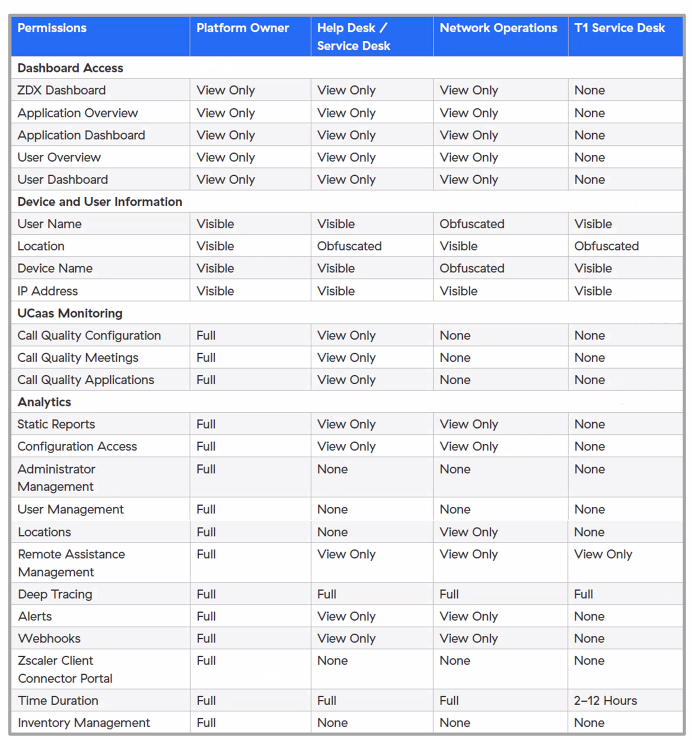 Permissions Platform Owner Help Desk / Network Operations T1 Service Desk
Service Desk
Dashboard Access
ZDX Dashboard View Only View Only View Only None
Application Overview View Only View Only View Only None
Application Dashboard View Only View Only View Only None
User Overview View Only View Only View Only None
User Dashboard View Only View Only View Only None
Device and User Information
User Name Visible Visible Obfuscated Visible
Location Visible Obfuscated Visible Obfuscated
Device Name Visible Visible Obfuscated Visible
IP Address Visible Visible Visible Visible
UCaas Monitoring
Call Quality Configuration Full View Only None None
Call Quality Meetings Full View Only None None
Call Quality Applications Full View Only None None
Analytics
Static Reports Full View Only View Only None
Configuration Access Full View Only View Only None
Administrator Full None None None
Management
User Management Full None None None
Locations Full None View Only None
Remote Assistance Full View Only View Only View Only
Management
Deep Tracing Full Full Full Full
Alerts Full View Only View Only None
Webhooks Full View Only View Only None
Zscaler Client Full None None None
Connector Portal
Time Duration Full Full Full 2–12 Hours
Inventory Management Full None None None